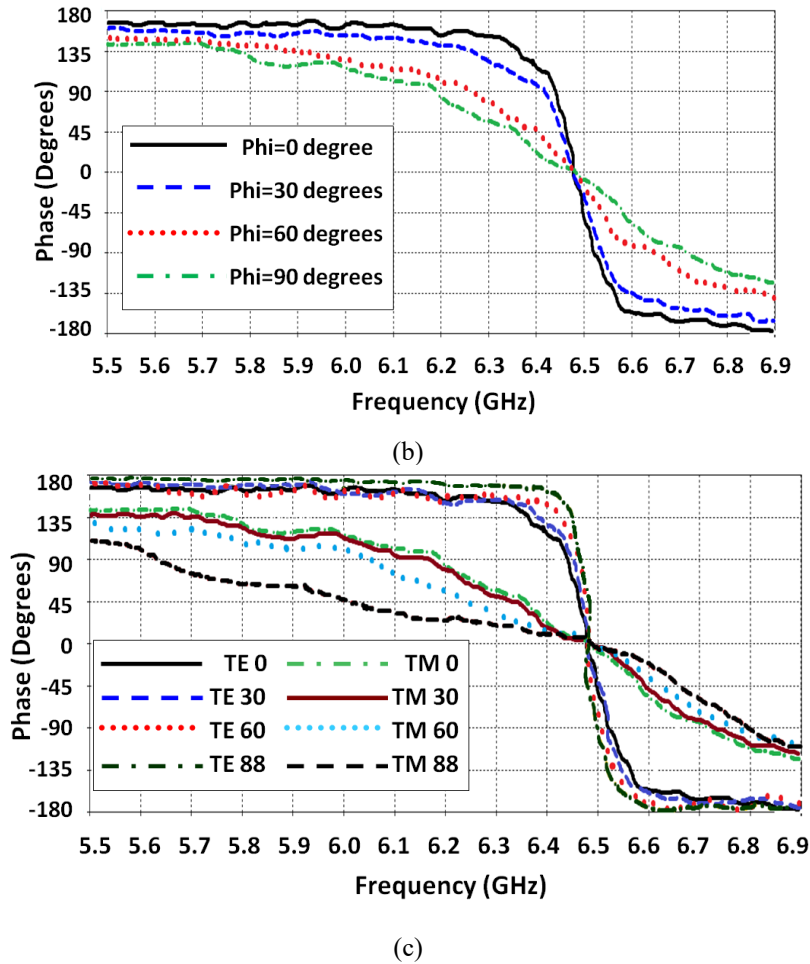 180
135
90
45
0
-45
-90
-135
-180
Phase (Degrees)
Phi=0 degree
Phi=30 degrees
Phi=60 degrees
Phi=90 degrees
5.5 5.6 5.7 5.8 5.9 6.0 6.1 6.2 6.3 6.4 6.5 6.6 6.7 6.8 6.9
Frequency (GHz)
(b)
180
135
90
45
0
-45
-90
-135
-180
Phase (Degrees)
TE 0 TM 0
TE 30 TM 30
TE 60 TM 60
TE 88 TM 88
5.5 5.6 5.7 5.8 5.9 6.0 6.1 6.2 6.3 6.4 6.5 6.6 6.7 6.8 6.9
Frequency (GHz)
(c)